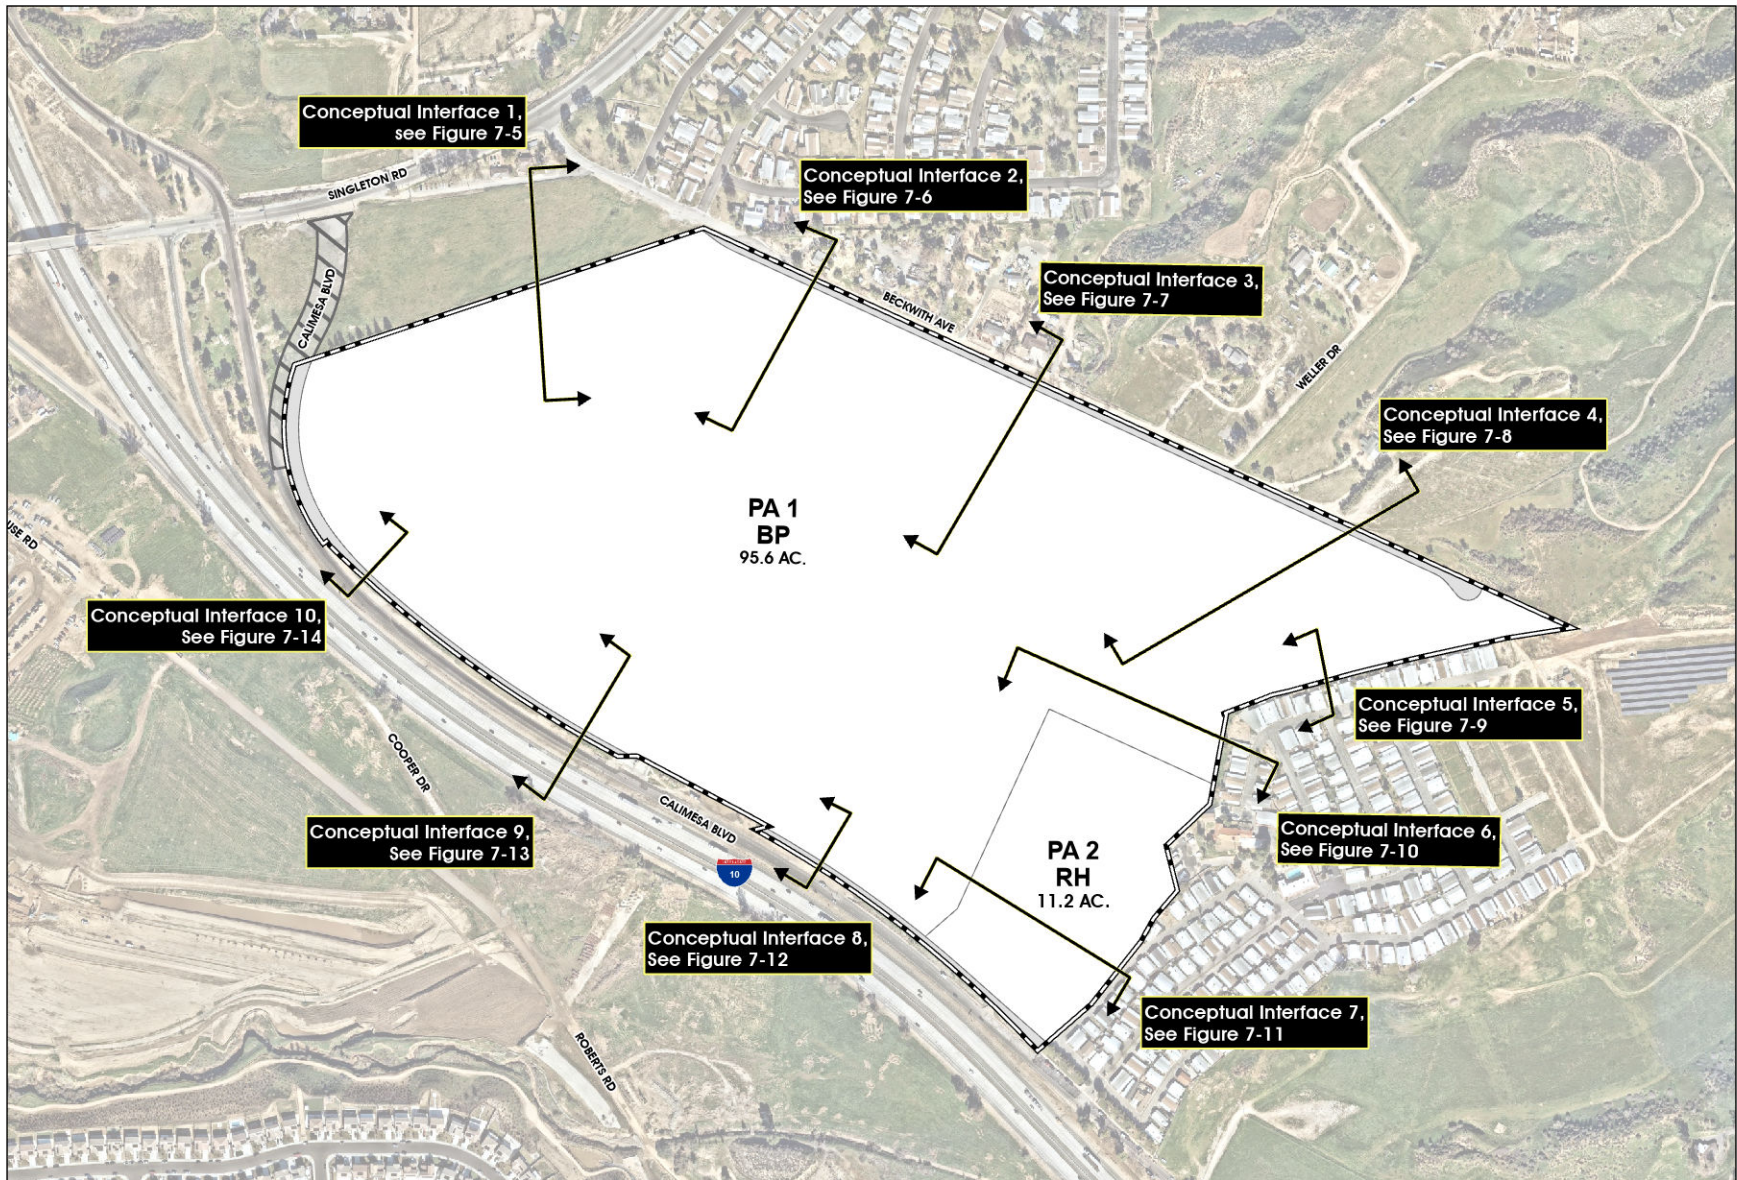 Conceptual Interface 1,
see Figure 7-5
SINGLETON RD
Conceptual Interface 2,
See Figure 7-6
CALIMESA BLVD
BECKWITH AVE
Conceptual Interface 3,
See Figure 7-7
WELLER DR
Conceptual Interface 4,
See Figure 7-8
PA 1
BP
95.6 AC.
USE RD
Conceptual Interface 10,
See Figure 7-14
Conceptual Interface 5,
See Figure 7-9
COOPER DR
CALIMESA BLVD
Conceptual Interface 9,
See Figure 7-13
10
PA 2
RH
11.2 AC.
Conceptual Interface 6,
See Figure 7-10
Conceptual Interface 8,
See Figure 7-12
Conceptual Interface 7,
See Figure 7-11
ROBERTS RD